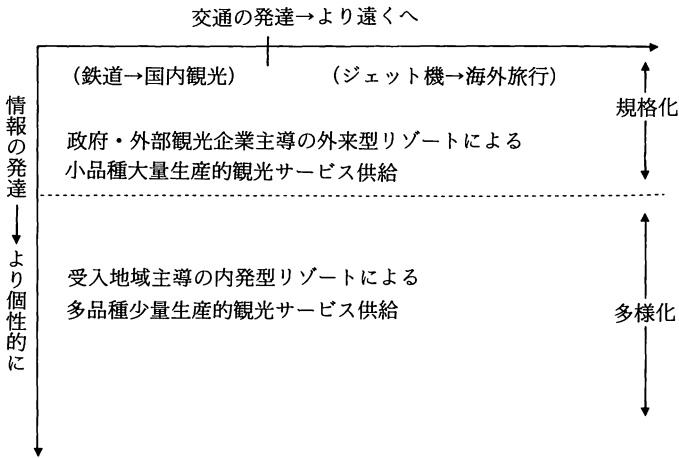 交通の発達→より遠くへ
(鉄道→国内観光)
(ジェット機→海外旅行)
規格化
情報の発達→より個性的に
政府・外部観光企業主導の外来型リゾートによる
小品種大量生産的観光サービス供給
受入地域主導の内発型リゾートによる
多品種少量生産的観光サービス供給
多様化